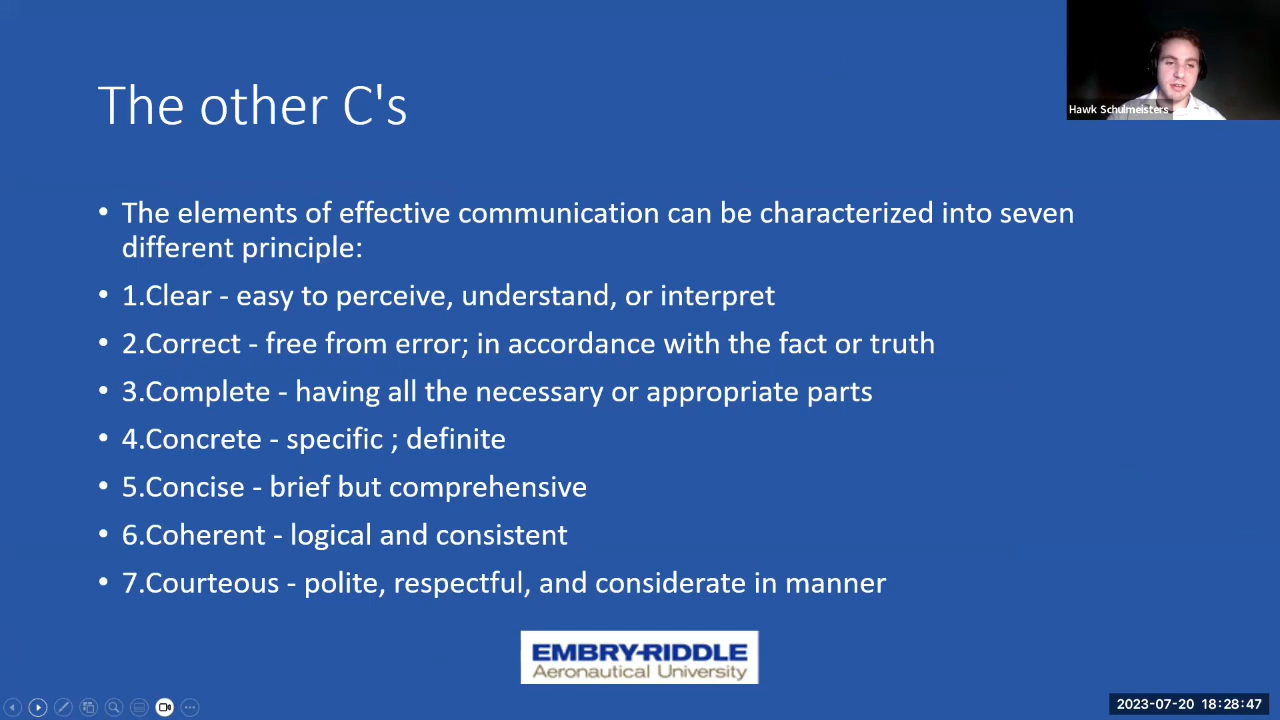 The other C's
Hawk Schulmeisters
• The elements of effective communication can be characterized into seven
different principle:
• 1.Clear - easy to perceive, understand, or interpret
• 2.Correct - free from error; in accordance with the fact or truth
• 3.Complete - having all the necessary or appropriate parts
• 4.Concrete - specific ; definite
• 5.Concise - brief but comprehensive
• 6.Coherent - logical and consistent
• 7.Courteous - polite, respectful, and considerate in manner
EMBRY-RIDDLE
Aeronautical University
2023-07-20 18:28:47